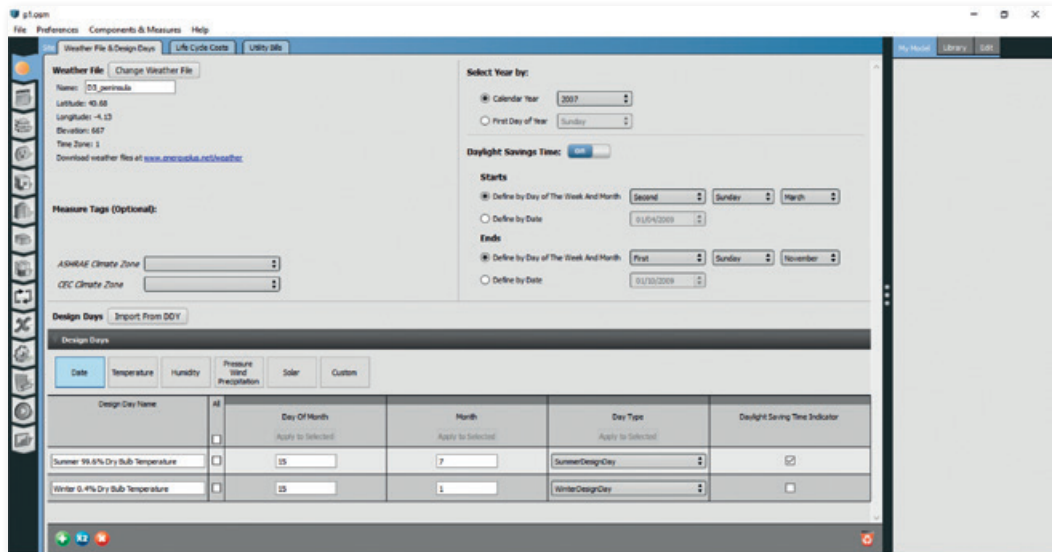 p1.osm
File Preferences Components & Measures Help
Site Weather File & Design Days Life Cycle Costs Utility Bills
My Model Library Edit
Weather File Change Weather File
Name: D3_peninsula
Latitude: 40.68
Longitude: -4.13
Elevation: 667
Time Zone: 1
Download weather files at www.energyplus.net/weather
Measure Tags (Optional):
ASHRAE Climate Zone
CEC Climate Zone
Select Year by:
Calendar Year 2007
First Day of Year Sunday
Daylight Savings Time: on
Starts
Define by Day of The Week And Month Second Sunday March
Define by Date 01/04/2009
Ends
Define by Day of The Week And Month First Sunday November
Define by Date 01/10/2009
Design Days Import From DDY
Design Days
Date Temperature Humidity Pressure Wind Precipitation Solar Custom
Design Day Name All Day Of Month Month Day Type Daylight Saving Time Indicator
Apply to Selected Apply to Selected Apply to Selected
Summer 99.6% Dry Bulb Temperature 15 7 SummerDesignDay
Winter 0.4% Dry Bulb Temperature 15 1 WinterDesignDay
x2